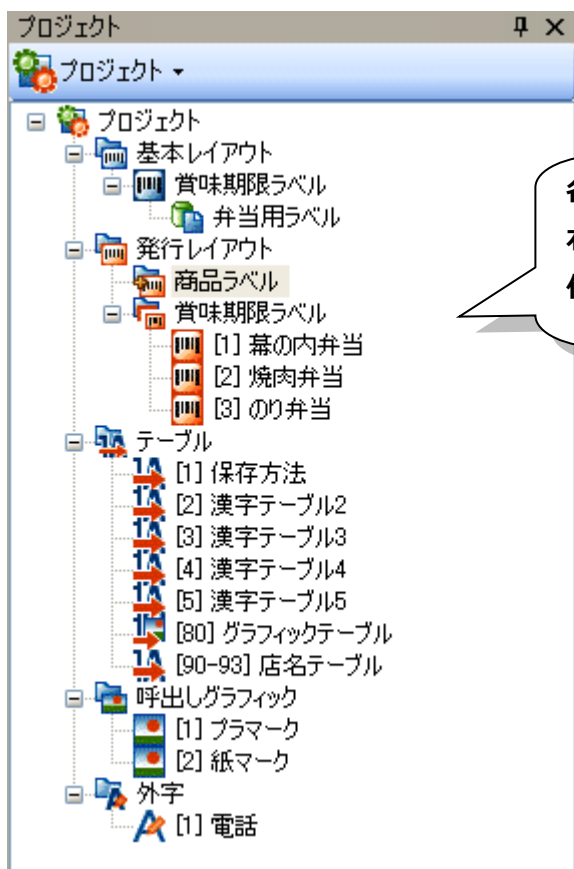 プロジェクト
プロジェクト
プロジェクト
基本レイアウト
賞味期限ラベル
弁当用ラベル
発行レイアウト
商品ラベル
賞味期限ラベル
[1] 幕の内弁当
[2] 焼肉弁当
[3] のり弁当
テーブル
[1] 保存方法
[2] 漢字テーブル2
[3] 漢字テーブル3
[4] 漢字テーブル4
[5] 漢字テーブル5
[80] グラフィックテーブル
[90-93] 店名テーブル
呼出しグラフィック
[1] プラマーク
[2] 紙マーク
外字
[1] 電話